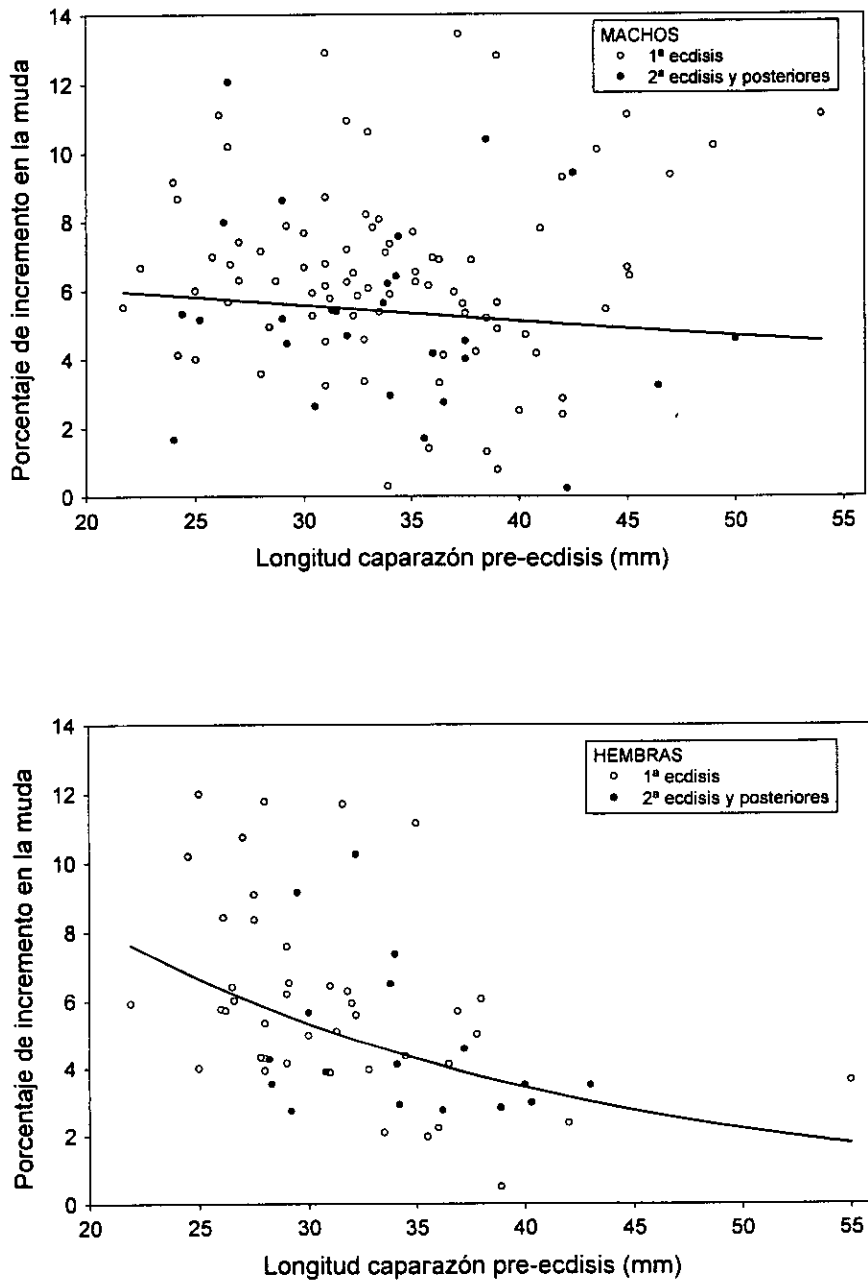 Porcentaje de incremento en la muda
14
12
10
8
6
4
2
0
MACHOS
1ª ecdisis
2ª ecdisis y posteriores
20 25 30 35 40 45 50 55
Longitud caparazón pre-ecdisis (mm)
Porcentaje de incremento en la muda
14
12
10
8
6
4
2
0
HEMBRAS
1ª ecdisis
2ª ecdisis y posteriores
20 25 30 35 40 45 50 55
Longitud caparazón pre-ecdisis (mm)